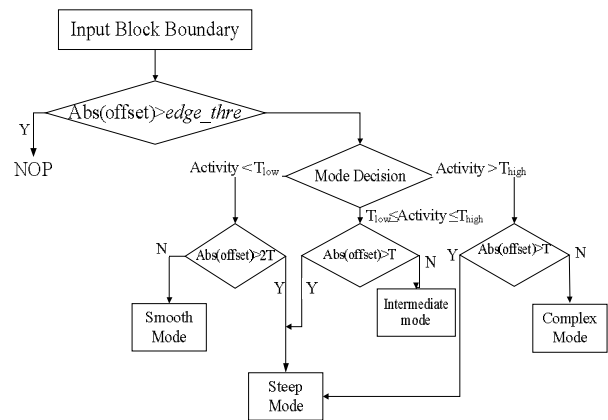 Input Block Boundary
Abs(offset)>edge_thre
Y
NOP
Activity < Tlow
Mode Decision
Activity > Thigh
Tlow≤Activity ≤Thigh
N
Abs(offset)>2T
Abs(offset)>T
Y
Abs(offset)>T
N
Y
Y
N
Smooth
Mode
Intermediate
mode
Complex
Mode
Steep
Mode